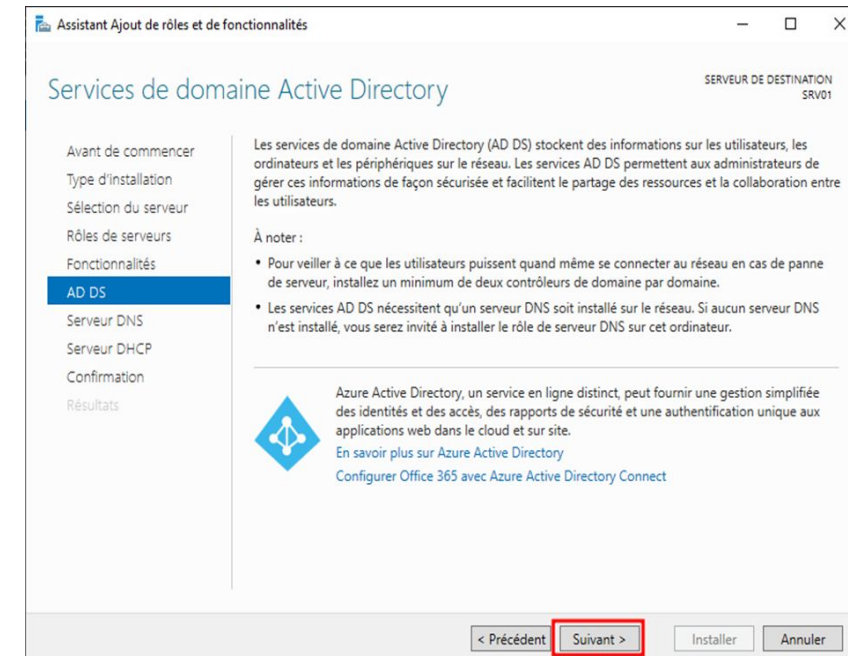 Assistant Ajout de rôles et de fonctionnalités
Services de domaine Active Directory
SERVEUR DE DESTINATION
SRV01
Avant de commencer
Type d'installation
Sélection du serveur
Rôles de serveurs
Fonctionnalités
AD DS
Serveur DNS
Serveur DHCP
Confirmation
Résultats
Les services de domaine Active Directory (AD DS) stockent des informations sur les utilisateurs, les
ordinateurs et les périphériques sur le réseau. Les services AD DS permettent aux administrateurs de
gérer ces informations de façon sécurisée et facilitent le partage des ressources et la collaboration entre
les utilisateurs.
À noter :
• Pour veiller à ce que les utilisateurs puissent quand même se connecter au réseau en cas de panne
de serveur, installez un minimum de deux contrôleurs de domaine par domaine.
• Les services AD DS nécessitent qu'un serveur DNS soit installé sur le réseau. Si aucun serveur DNS
n'est installé, vous serez invité à installer le rôle de serveur DNS sur cet ordinateur.
Azure Active Directory, un service en ligne distinct, peut fournir une gestion simplifiée
des identités et des accès, des rapports de sécurité et une authentification unique aux
applications web dans le cloud et sur site.
En savoir plus sur Azure Active Directory
Configurer Office 365 avec Azure Active Directory Connect
< Précédent
Suivant >
Installer
Annuler